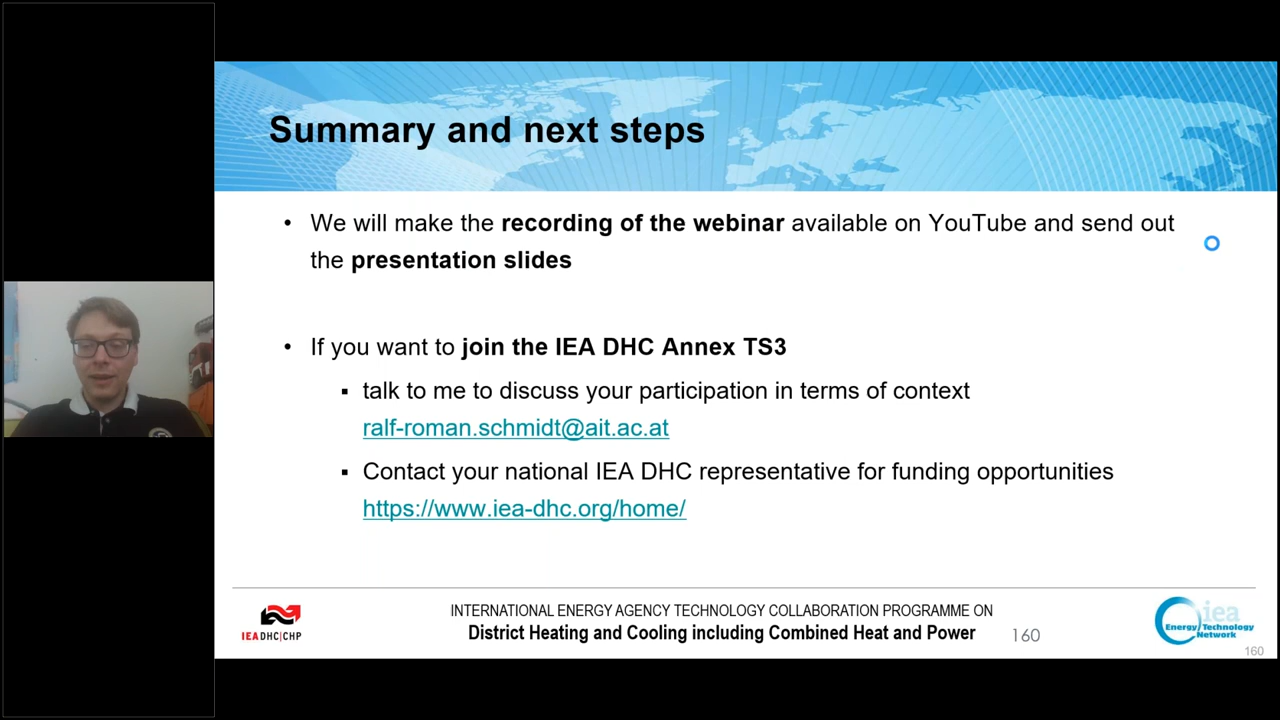 Summary and next steps
• We will make the recording of the webinar available on YouTube and send out
the presentation slides
• If you want to join the IEA DHC Annex TS3
▪ talk to me to discuss your participation in terms of context
ralf-roman.schmidt@ait.ac.at
▪ Contact your national IEA DHC representative for funding opportunities
https://www.iea-dhc.org/home/
IEA DHC|CHP
INTERNATIONAL ENERGY AGENCY TECHNOLOGY COLLABORATION PROGRAMME ON
District Heating and Cooling including Combined Heat and Power
160
iea
Energy Technology
Network
160